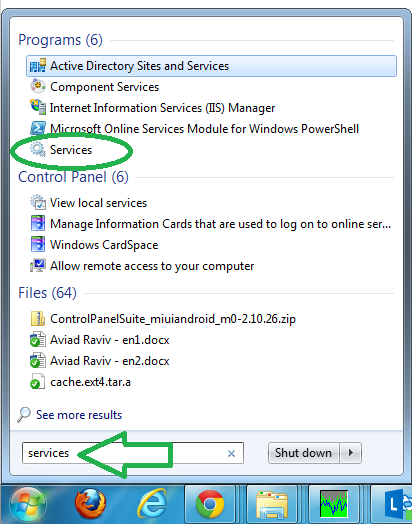 Programs (6)
Active Directory Sites and Services
Component Services
Internet Information Services (IIS) Manager
Microsoft Online Services Module for Windows PowerShell
Services
Control Panel (6)
View local services
Manage Information Cards that are used to log on to online ser...
Windows CardSpace
Allow remote access to your computer
Files (64)
ControlPanelSuite_miuiandroid_m0-2.10.26.zip
Aviad Raviv - en1.docx
Aviad Raviv - en2.docx
cache.ext4.tar.a
See more results
services
Shut down